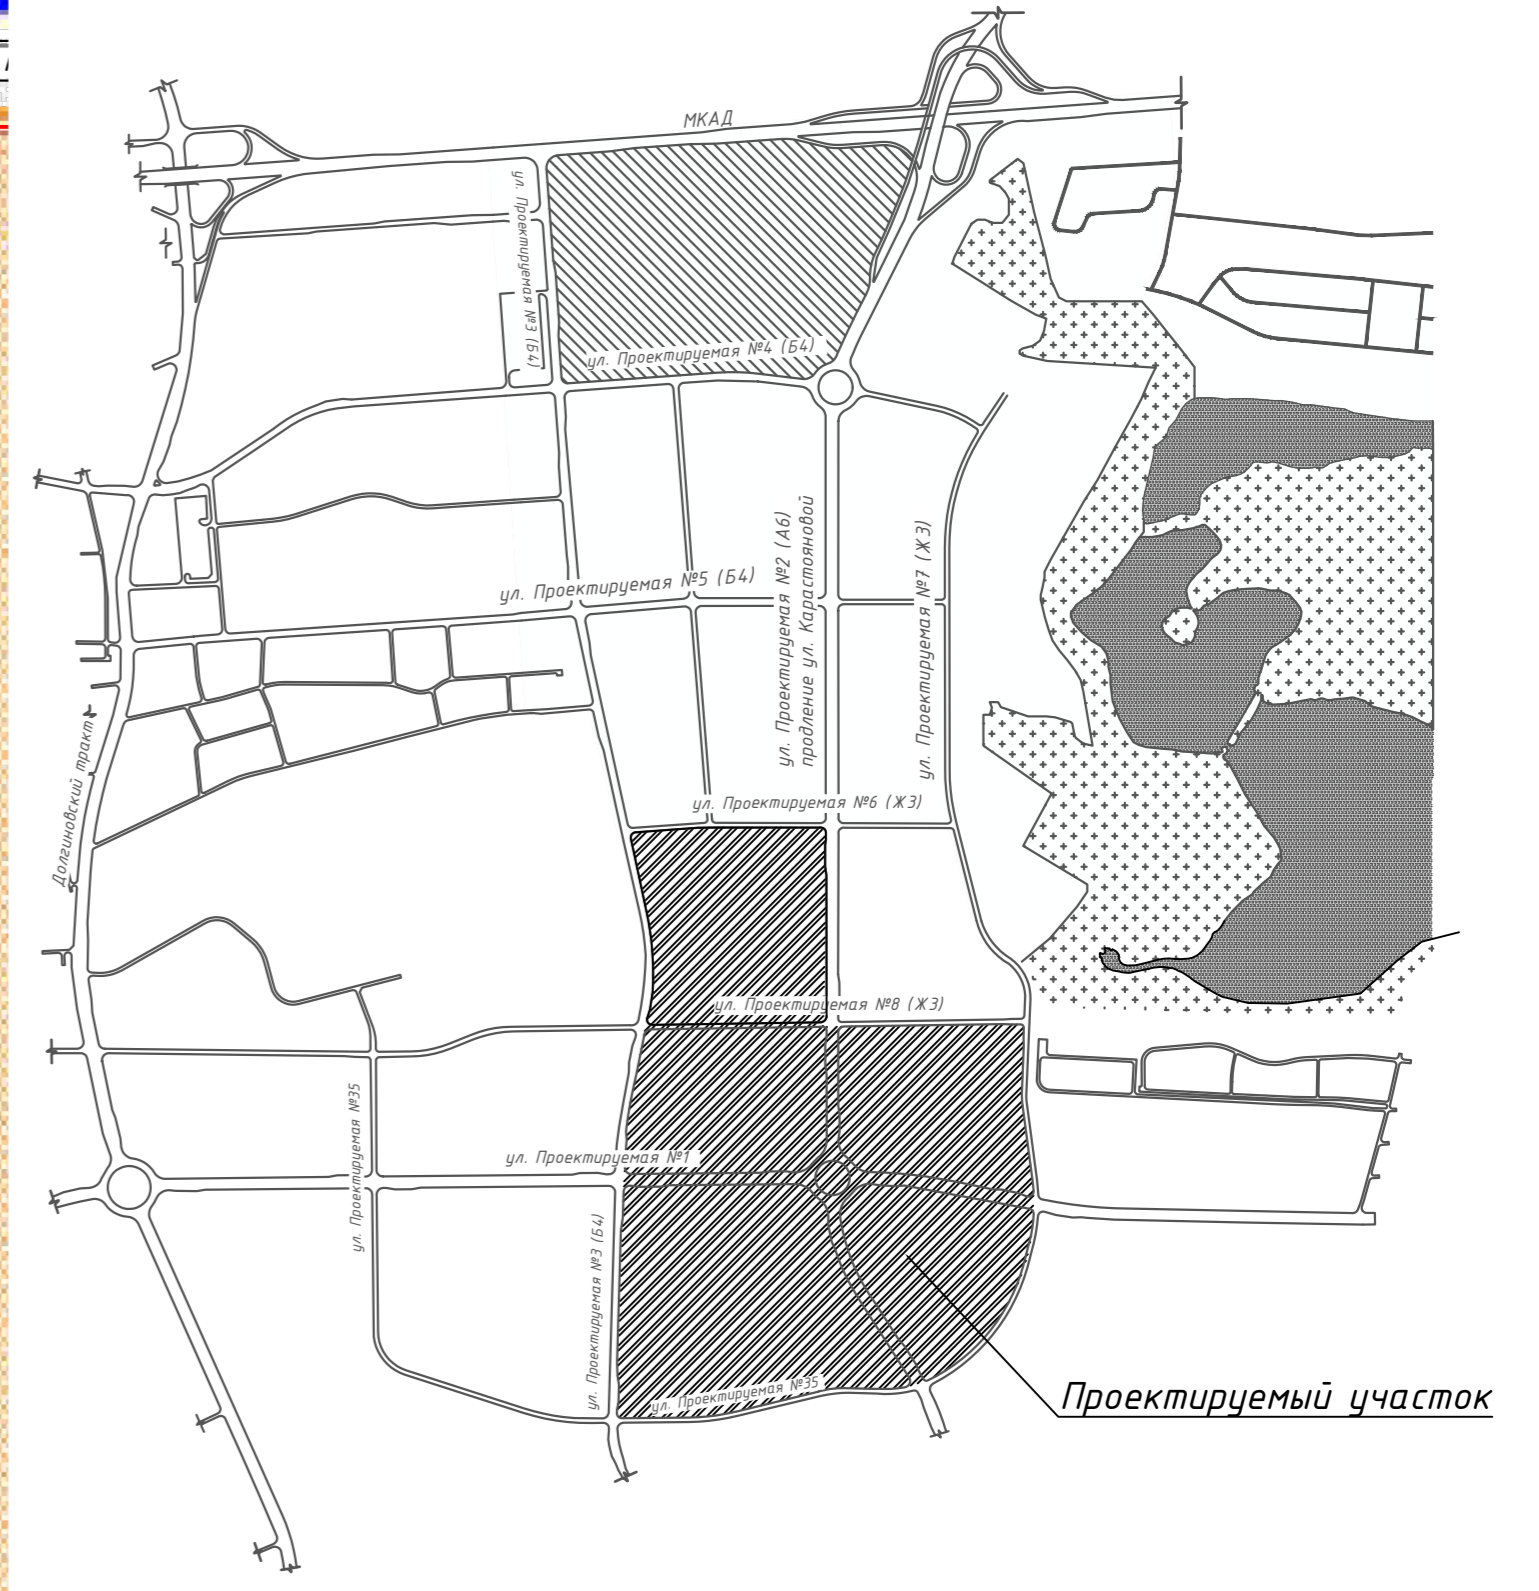 МКАД
ул. Проектируемая №3 (Б4)
ул. Проектируемая №4 (Б4)
ул. Проектируемая №2 (А6)
продление ул. Карастояновой
ул. Проектируемая №7 (Ж3)
ул. Проектируемая №5 (Б4)
Долгиновский тракт
ул. Проектируемая №6 (Ж3)
ул. Проектируемая №8 (Ж3)
ул. Проектируемая №35
ул. Проектируемая №1
ул. Проектируемая №3 (Б4)
ул. Проектируемая №35
Проектируемый участок